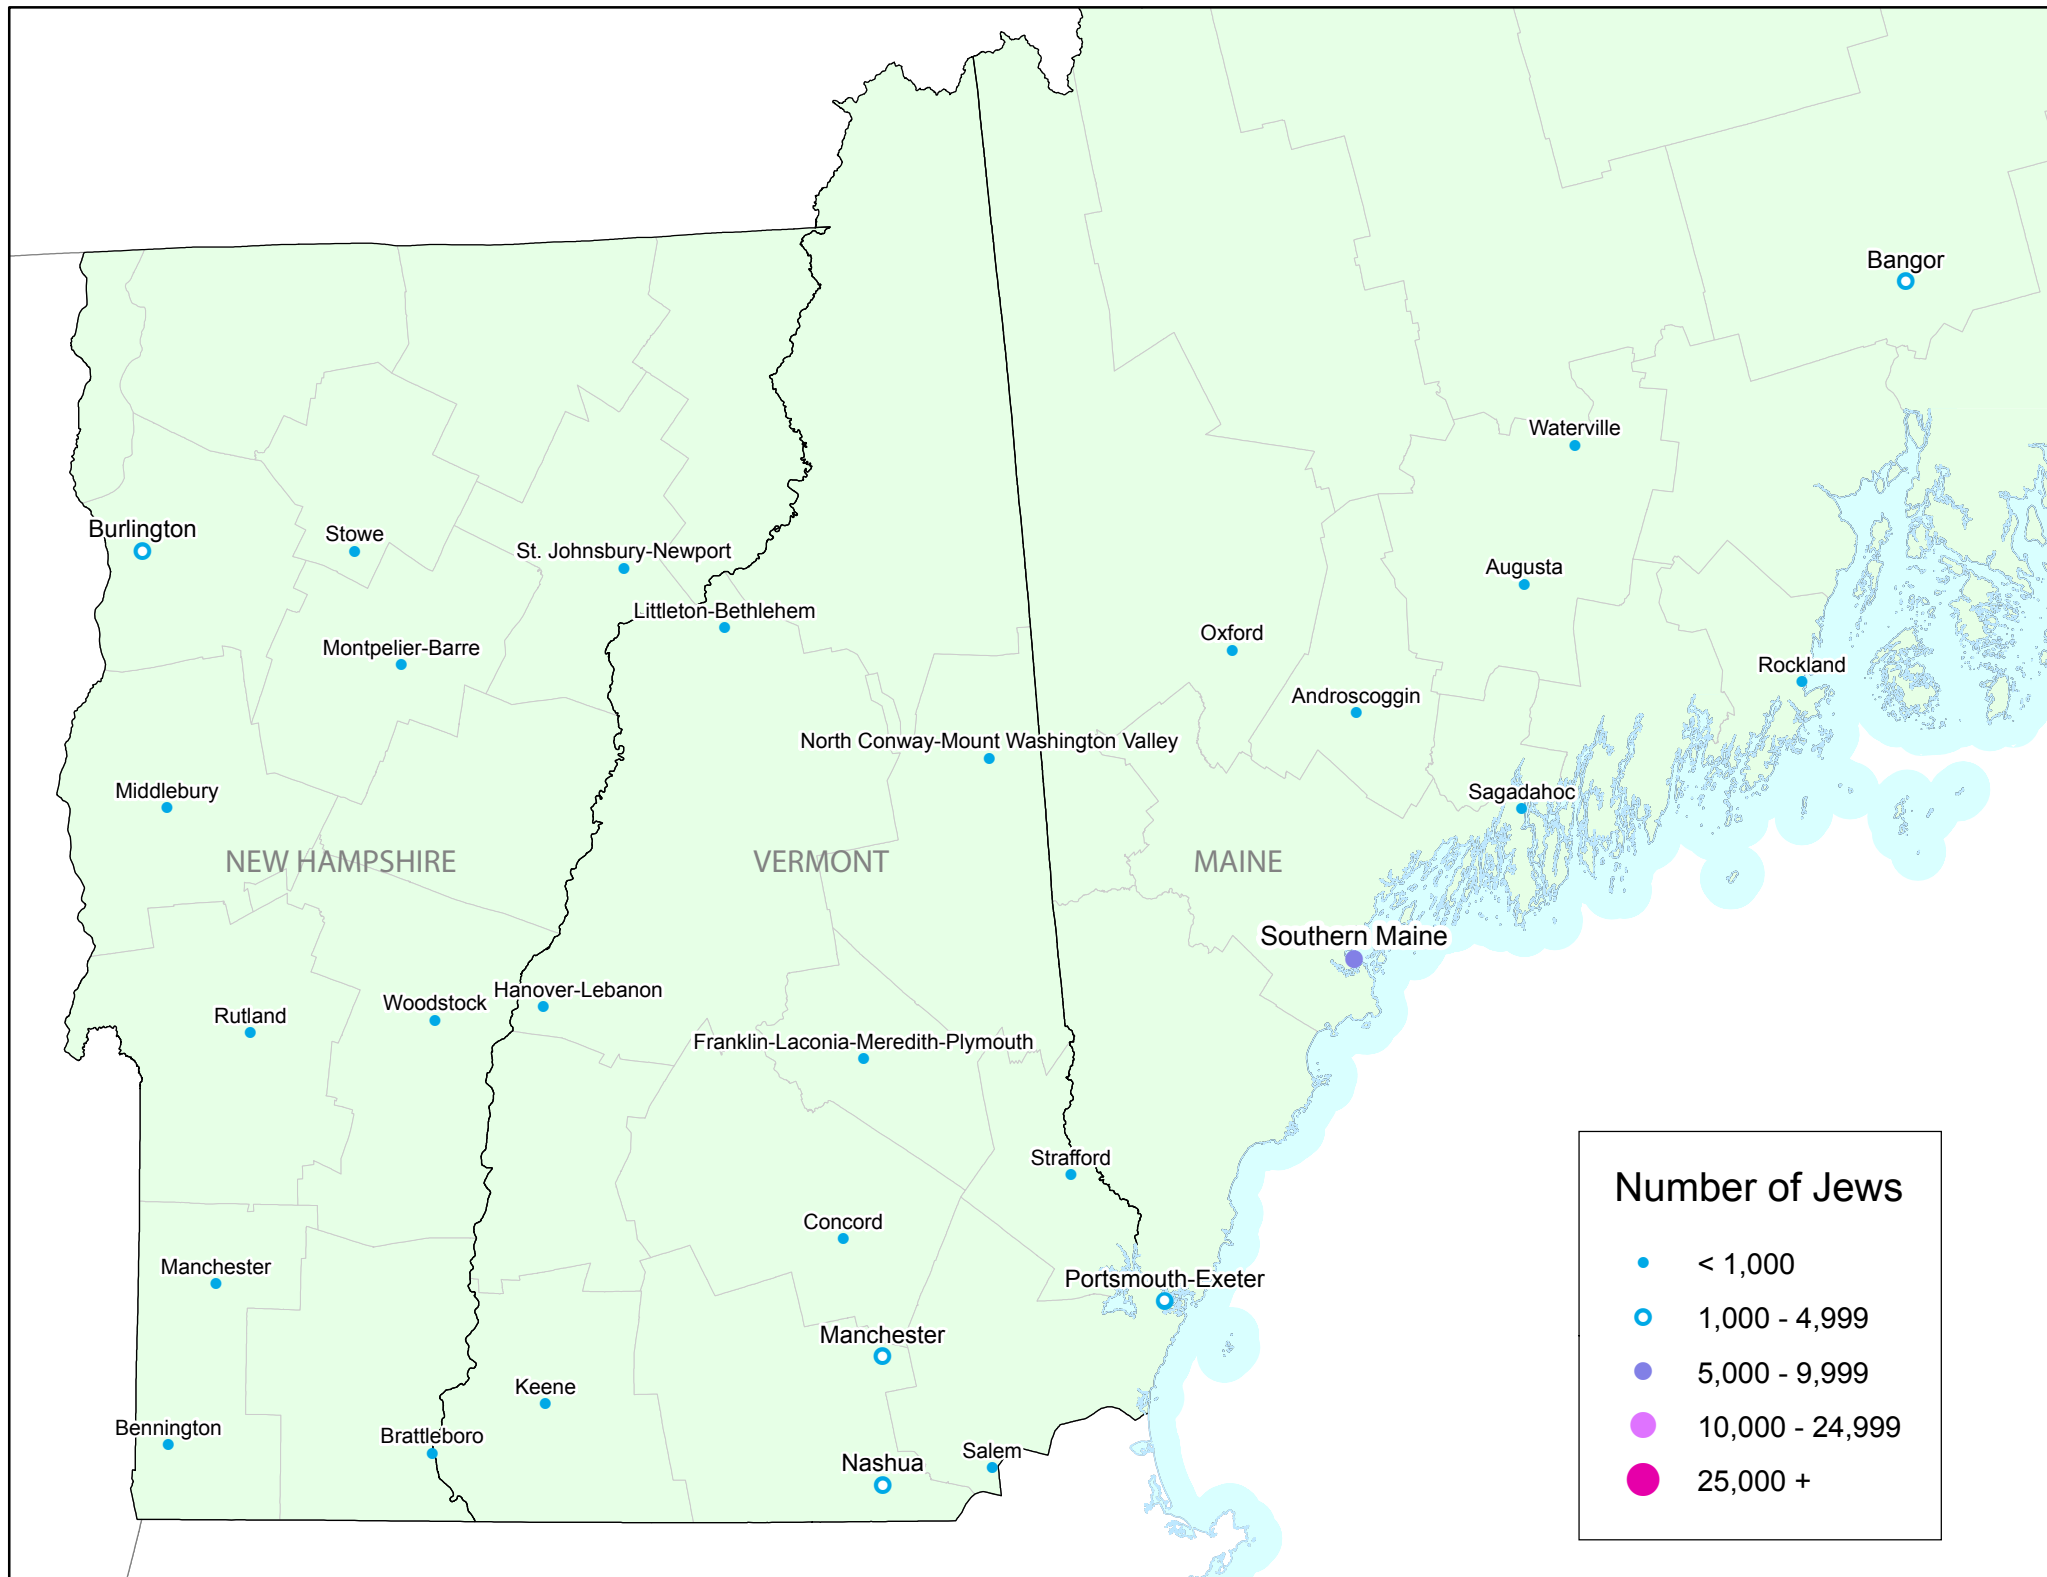 Bangor
Waterville
Burlington
Stowe
St. Johnsbury-Newport
Augusta
Littleton-Bethlehem
Oxford
Montpelier-Barre
Rockland
Androscoggin
North Conway-Mount Washington Valley
Middlebury
Sagadahoc
NEW HAMPSHIRE
VERMONT
MAINE
Southern Maine
Hanover-Lebanon
Woodstock
Rutland
Franklin-Laconia-Meredith-Plymouth
Strafford
Concord
Manchester
Portsmouth-Exeter
Manchester
Keene
Bennington
Brattleboro
Salem
Nashua
Number of Jews
< 1,000
1,000 - 4,999
5,000 - 9,999
10,000 - 24,999
25,000 +